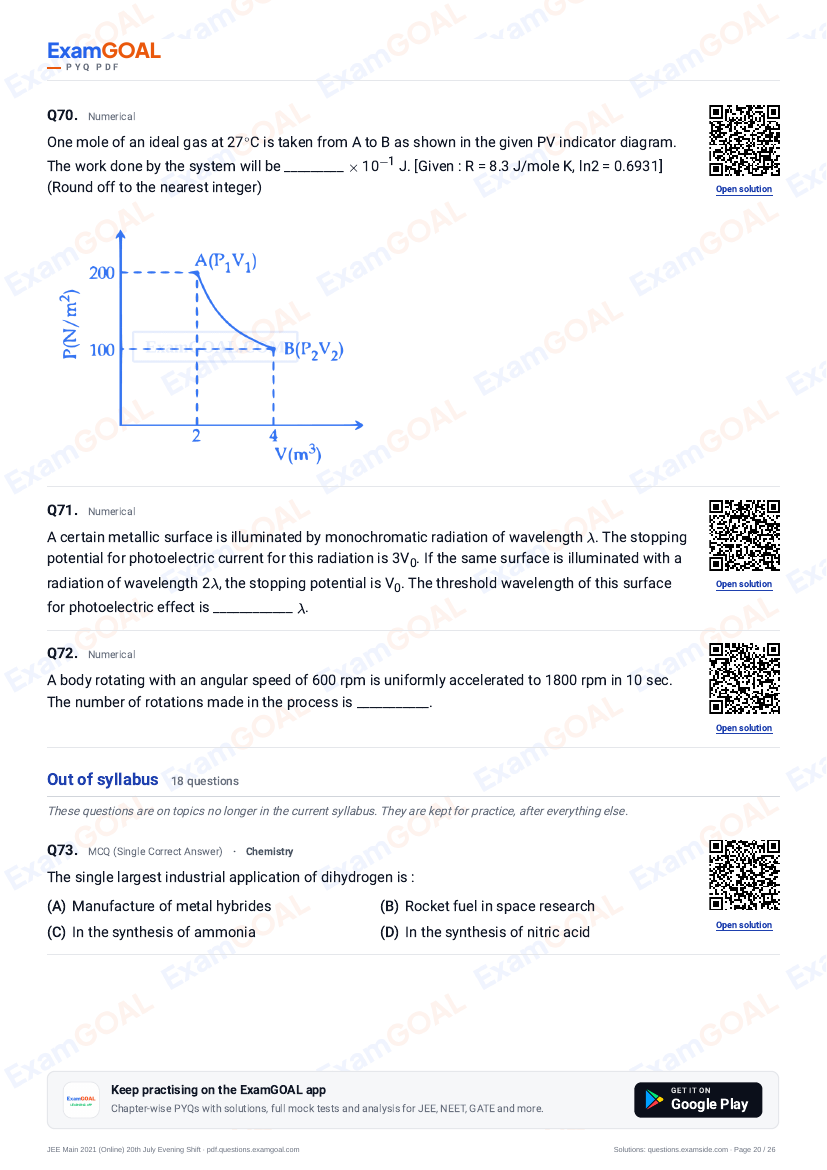 ExamGOAL
PYQ PDF
Q70. Numerical
One mole of an ideal gas at 27°C is taken from A to B as shown in the given PV indicator diagram.
The work done by the system will be _________ × 10⁻¹ J. [Given : R = 8.3 J/mole K, ln2 = 0.6931]
(Round off to the nearest integer)
Open solution
A(P₁V₁)
200
P(N/m²)
100
B(P₂V₂)
2
4
V(m³)
Q71. Numerical
A certain metallic surface is illuminated by monochromatic radiation of wavelength λ. The stopping
potential for photoelectric current for this radiation is 3V₀. If the same surface is illuminated with a
radiation of wavelength 2λ, the stopping potential is V₀. The threshold wavelength of this surface
for photoelectric effect is ____________ λ.
Open solution
Q72. Numerical
A body rotating with an angular speed of 600 rpm is uniformly accelerated to 1800 rpm in 10 sec.
The number of rotations made in the process is ___________.
Open solution
Out of syllabus 18 questions
These questions are on topics no longer in the current syllabus. They are kept for practice, after everything else.
Q73. MCQ (Single Correct Answer) · Chemistry
The single largest industrial application of dihydrogen is :
(A) Manufacture of metal hybrides
(B) Rocket fuel in space research
(C) In the synthesis of ammonia
(D) In the synthesis of nitric acid
Open solution
ExamGOAL
Keep practising on the ExamGOAL app
Chapter-wise PYQs with solutions, full mock tests and analysis for JEE, NEET, GATE and more.
GET IT ON
Google Play
JEE Main 2021 (Online) 20th July Evening Shift · pdf.questions.examgoal.com
Solutions: questions.examside.com · Page 20 / 26